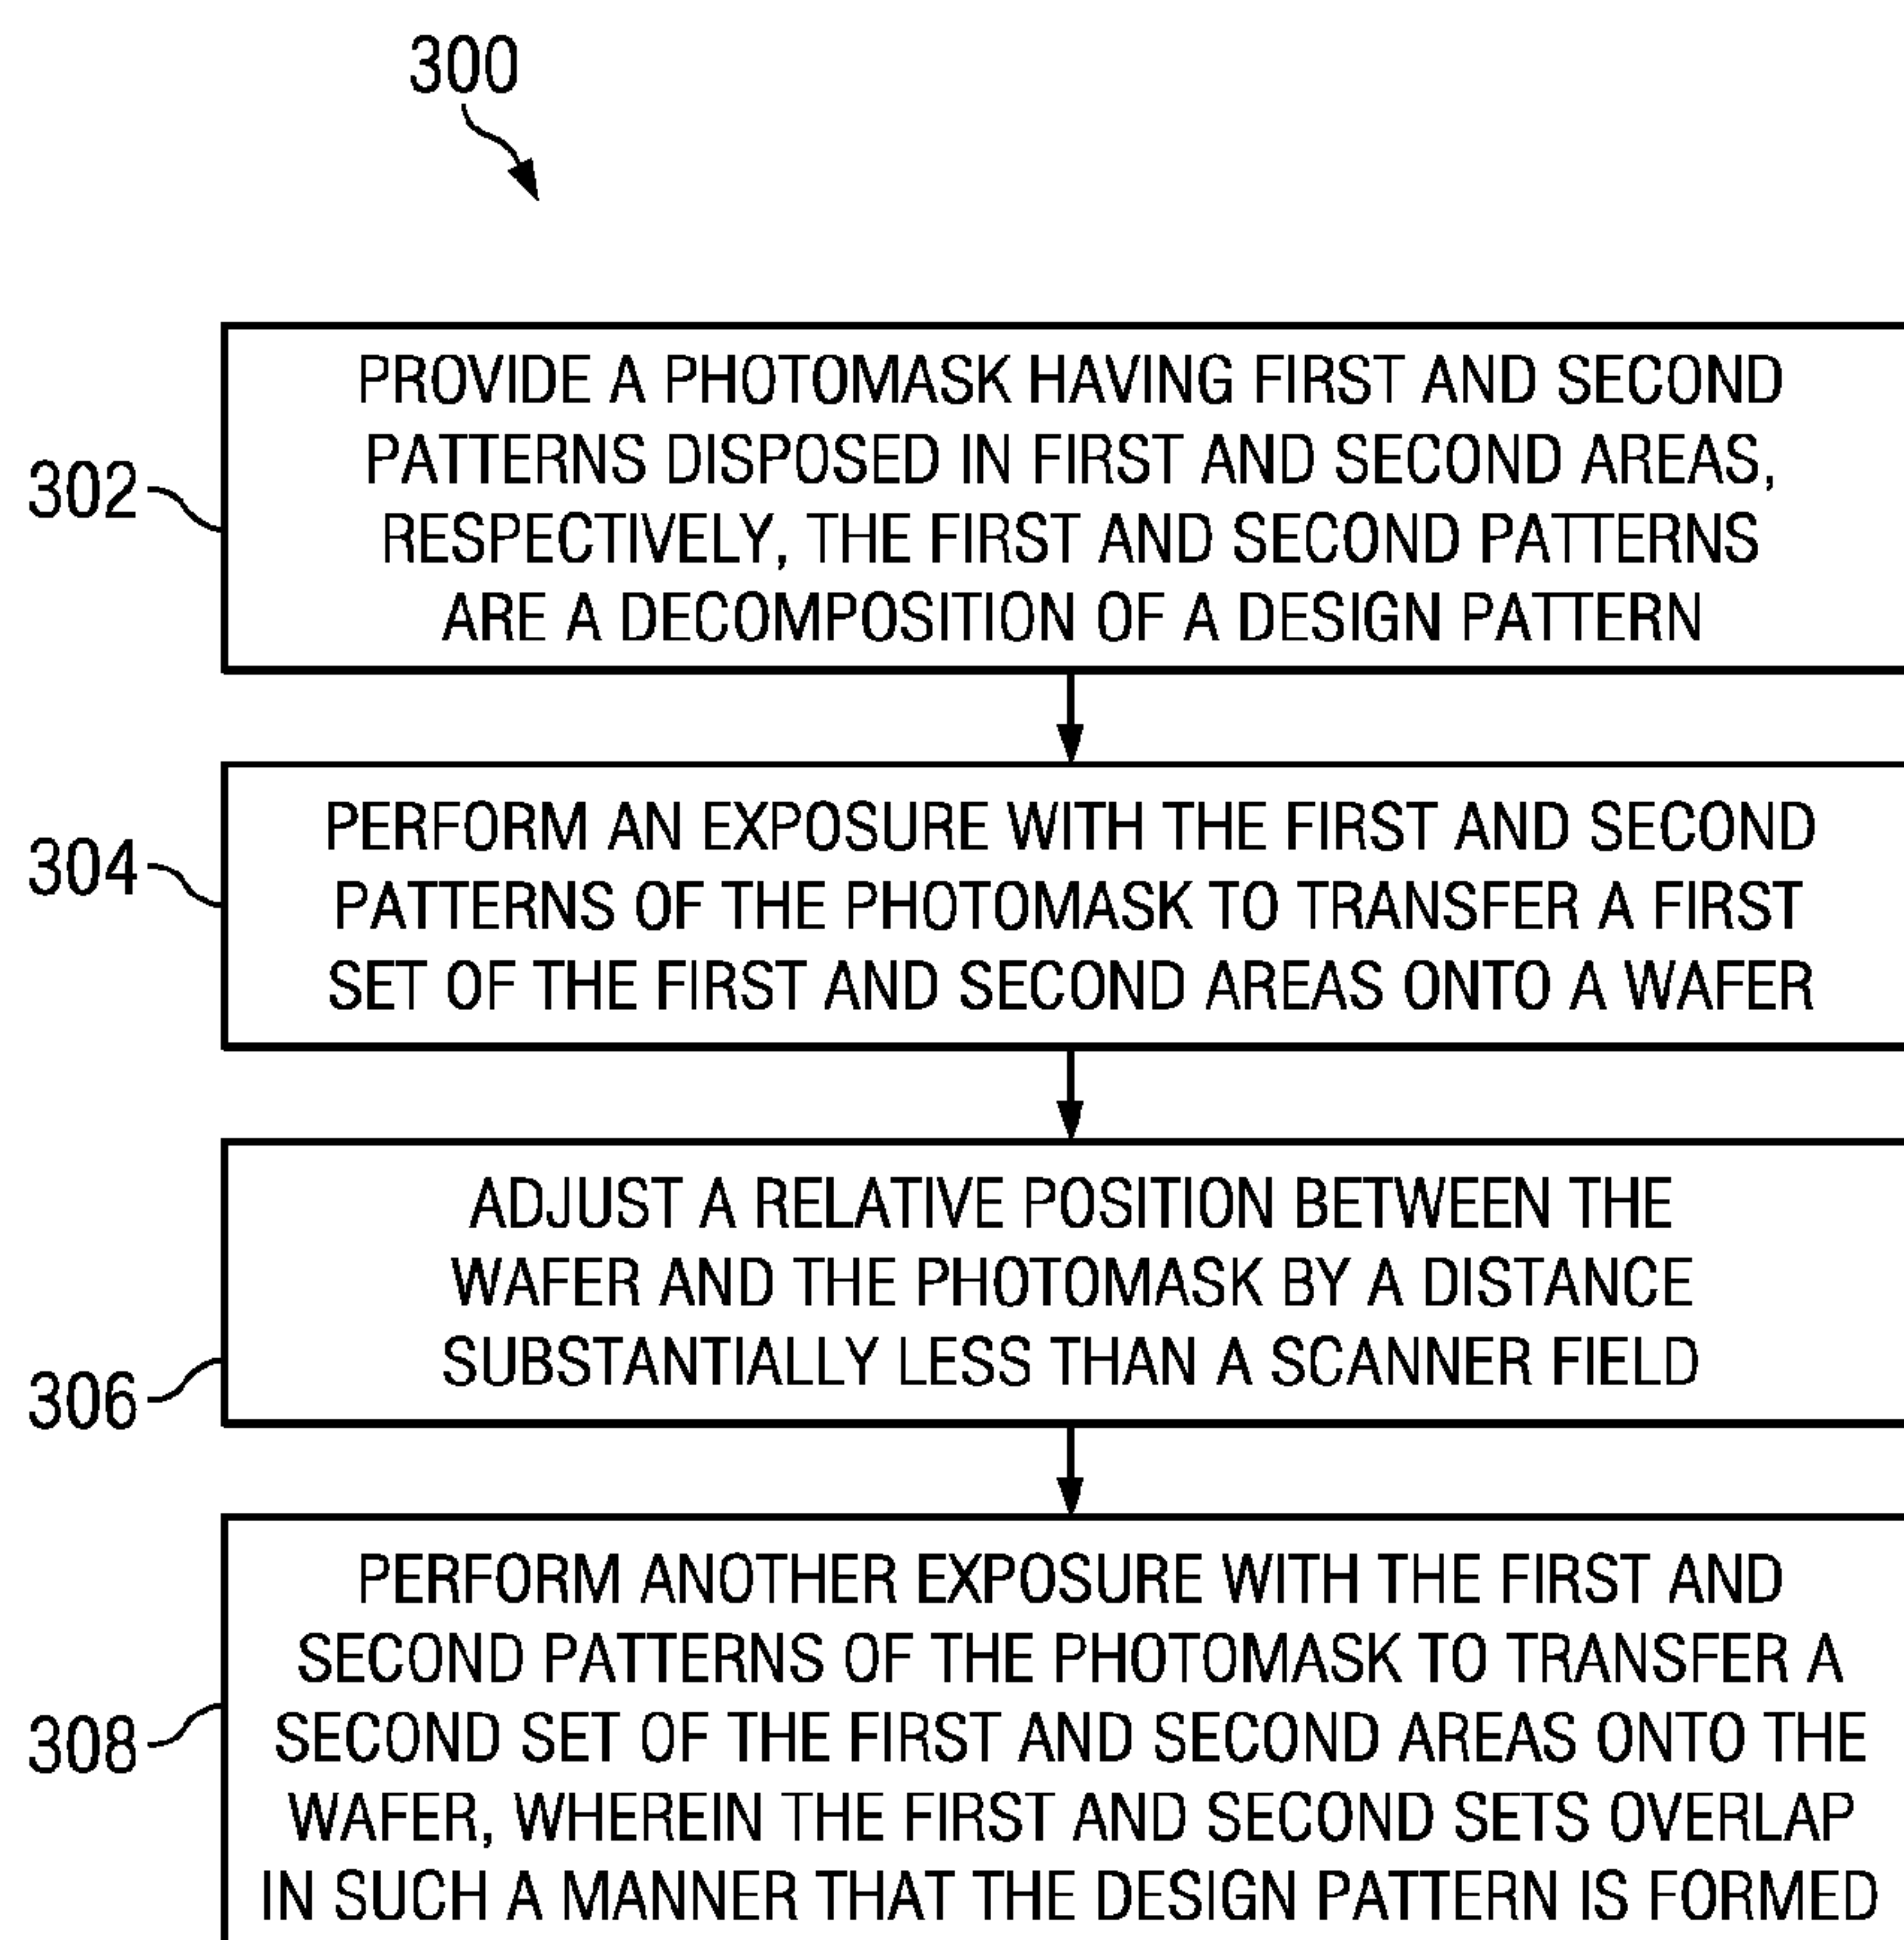 300
302
PROVIDE A PHOTOMASK HAVING FIRST AND SECOND
PATTERNS DISPOSED IN FIRST AND SECOND AREAS,
RESPECTIVELY, THE FIRST AND SECOND PATTERNS
ARE A DECOMPOSITION OF A DESIGN PATTERN
304
PERFORM AN EXPOSURE WITH THE FIRST AND SECOND
PATTERNS OF THE PHOTOMASK TO TRANSFER A FIRST
SET OF THE FIRST AND SECOND AREAS ONTO A WAFER
306
ADJUST A RELATIVE POSITION BETWEEN THE
WAFER AND THE PHOTOMASK BY A DISTANCE
SUBSTANTIALLY LESS THAN A SCANNER FIELD
308
PERFORM ANOTHER EXPOSURE WITH THE FIRST AND
SECOND PATTERNS OF THE PHOTOMASK TO TRANSFER A
SECOND SET OF THE FIRST AND SECOND AREAS ONTO THE
WAFER, WHEREIN THE FIRST AND SECOND SETS OVERLAP
IN SUCH A MANNER THAT THE DESIGN PATTERN IS FORMED